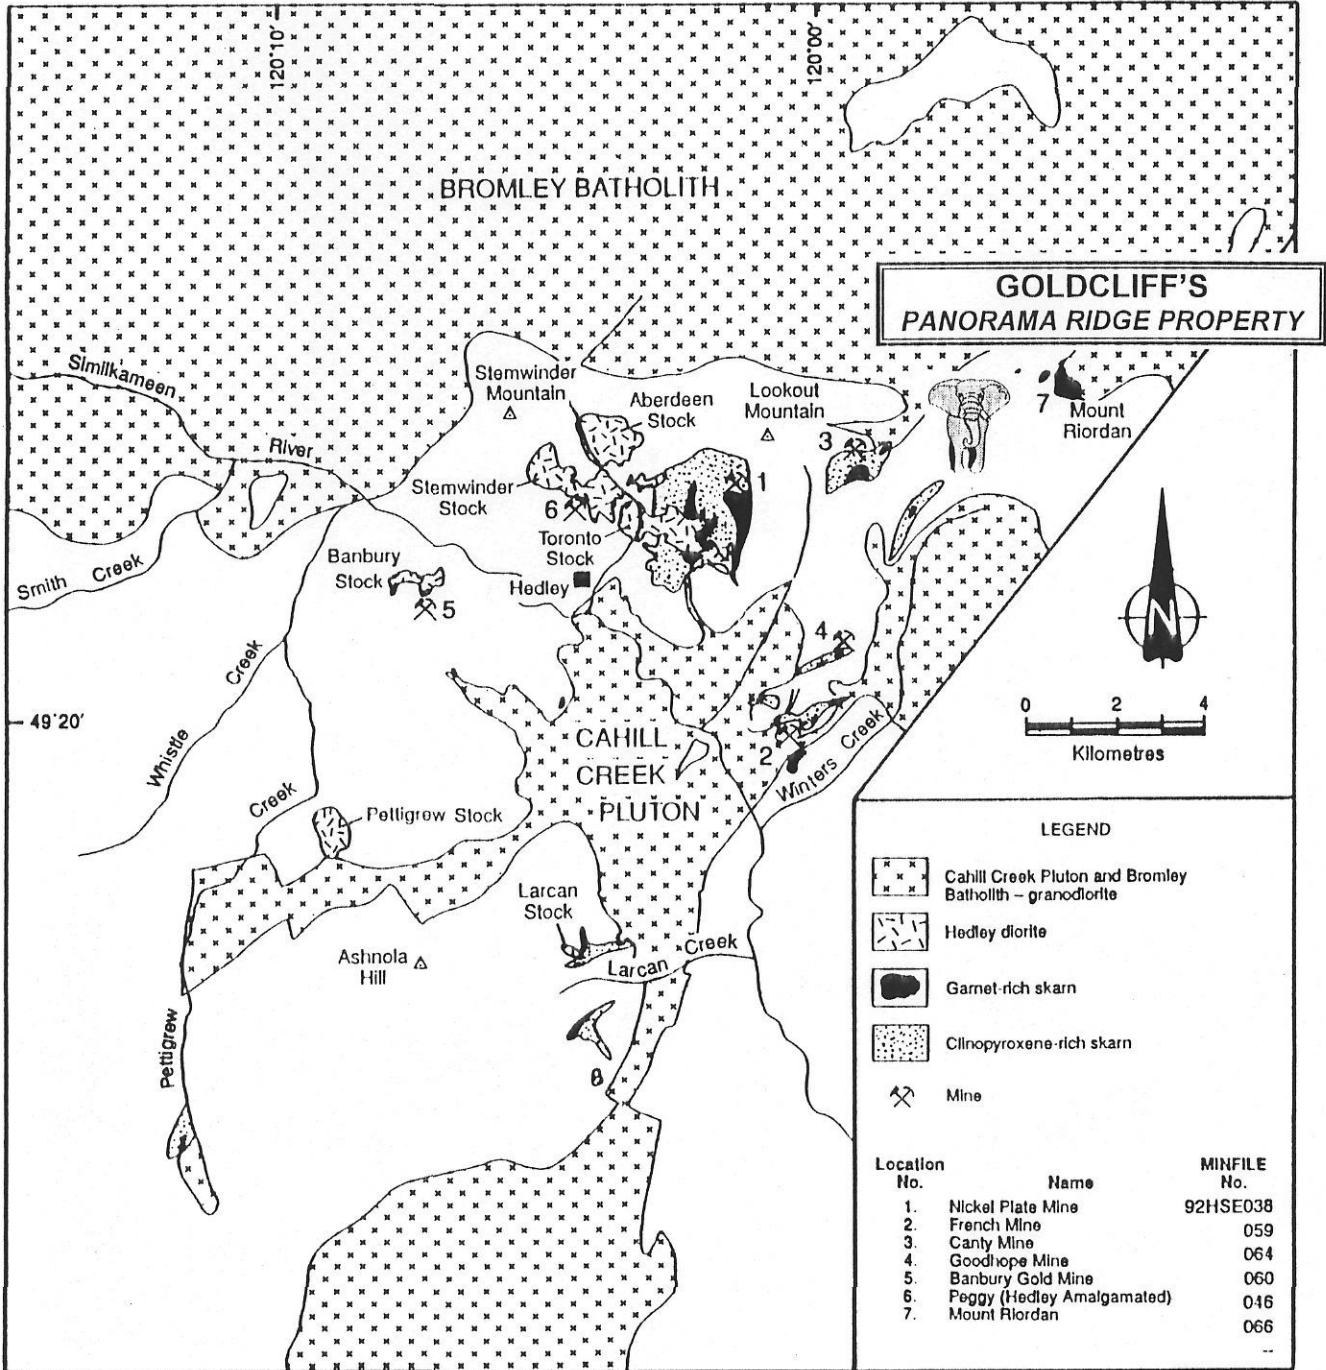 120°10'
120°00'
BROMLEY BATHOLITH
GOLDCLIFF'S
PANORAMA RIDGE PROPERTY
Similkameen
River
Stemwinder
Mountain
Aberdeen
Stock
Lookout
Mountain
7
Mount
Riordan
3
1
Stemwinder
Stock
6
Toronto
Stock
Smith Creek
Banbury
Stock
5
Hedley
N
4
49°20'
Whistle
Creek
CAHILL
CREEK
PLUTON
2
Winters Creek
0 2 4
Kilometres
Creek
Pettigrew Stock
Larcan
Stock
Larcan Creek
Ashnola
Hill
Pettigrew
8
LEGEND
Cahill Creek Pluton and Bromley
Batholith – granodiorite
Hedley diorite
Garnet-rich skarn
Clinopyroxene-rich skarn
Mine
Location MINFILE
No. Name No.
1. Nickel Plate Mine 92HSE038
2. French Mine 059
3. Canty Mine 064
4. Goodhope Mine 060
5. Banbury Gold Mine 046
6. Peggy (Hedley Amalgamated) 066
7. Mount Riordan --